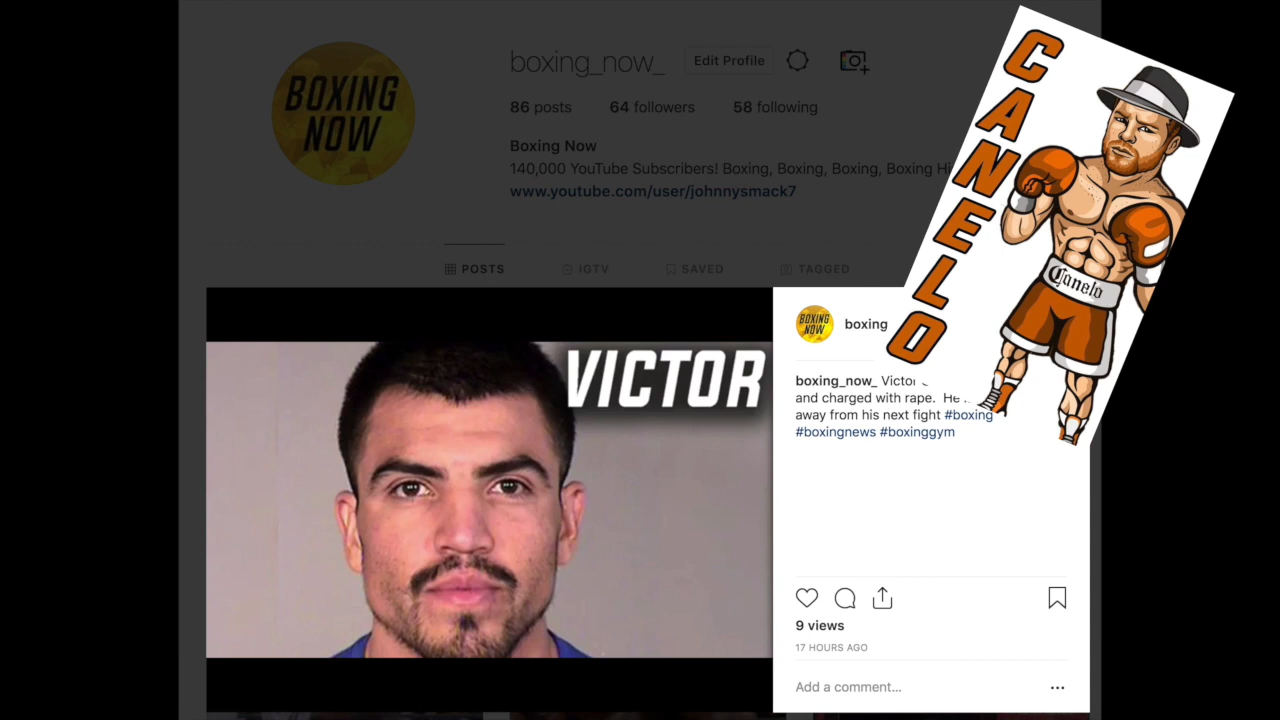 BOXING
NOW
boxing_now_ Edit Profile
86 posts 64 followers 58 following
Boxing Now
140,000 YouTube Subscribers! Boxing, Boxing, Boxing, Boxing
www.youtube.com/user/johnnysmack7
POSTS IGTV SAVED TAGGED
CANELO
Canelo
VICTOR
BOXING
NOW
boxing
boxing_now_ Victor
and charged with rape. He
away from his next fight #boxing
#boxingnews #boxinggym
9 views
17 HOURS AGO
Add a comment...